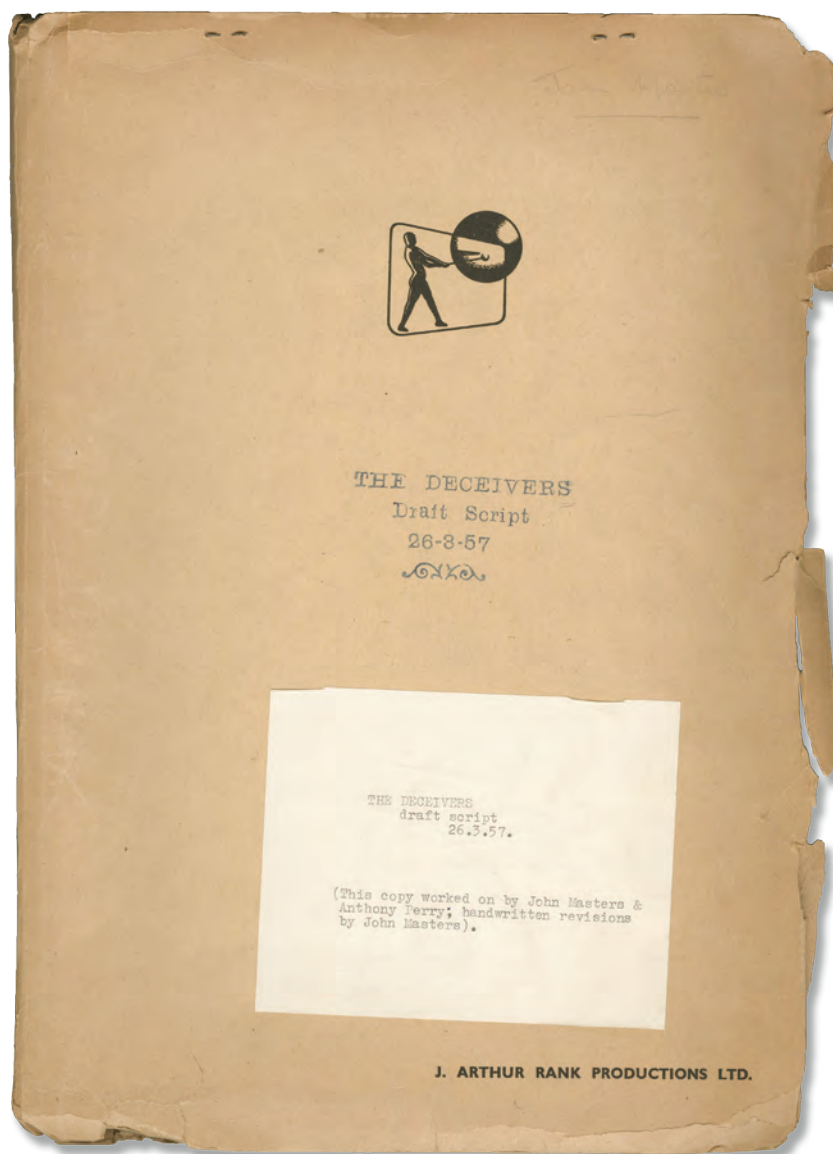 THE DECEIVERS
Draft Script
26-3-57
THE DECEIVERS
draft script
26.3.57.
(This copy worked on by John Masters &
Anthony Perry; handwritten revisions
by John Masters).
J. ARTHUR RANK PRODUCTIONS LTD.